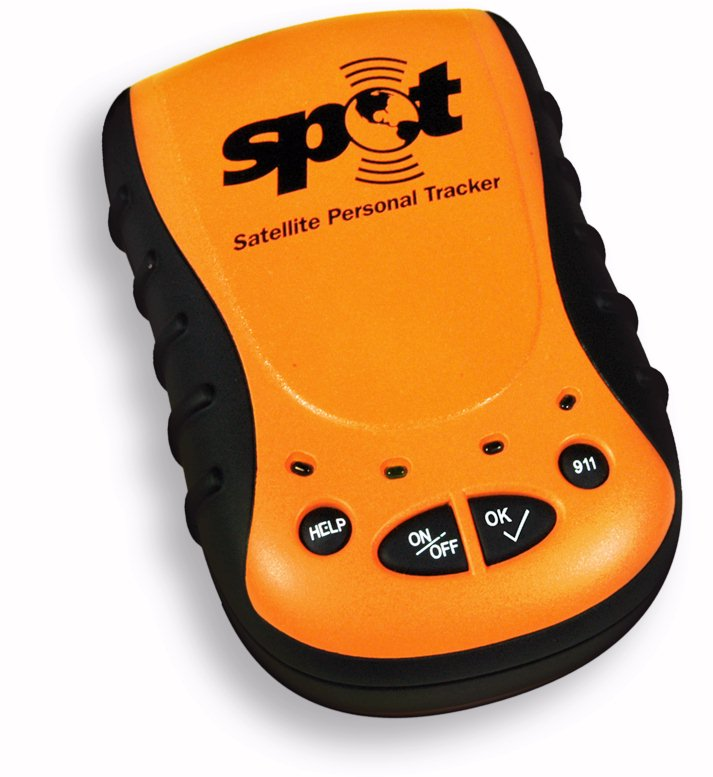 spot
Satellite Personal Tracker
HELP
ON/OFF
OK
911